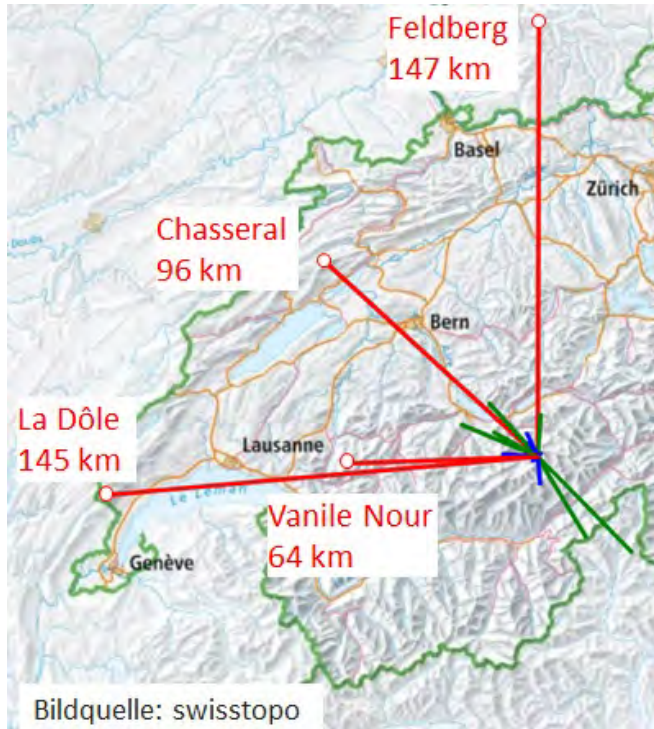 Feldberg
147 km
Basel
Zürich
Chasseral
96 km
Doubs
Bern
La Dôle
145 km
Lausanne
Le Léman
Vanile Nour
64 km
Genève
Bildquelle: swisstopo